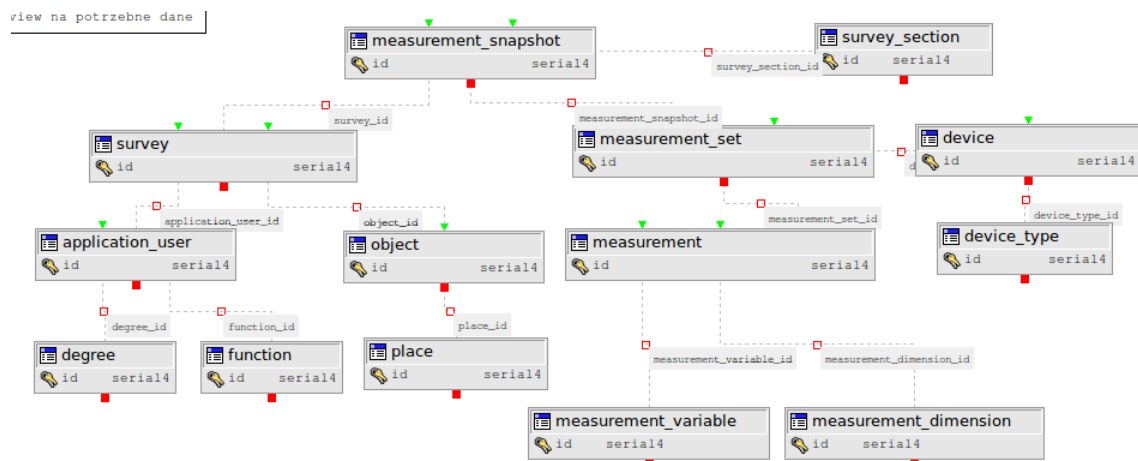 view na potrzebne dane
measurement_snapshot
id serial4
survey_section
id serial4
survey_section_id
survey_id
measurement_snapshot_id
survey
id serial4
measurement_set
id serial4
device
id serial4
application_user_id
object_id
measurement_set_id
device_type_id
application_user
id serial4
object
id serial4
measurement
id serial4
device_type
id serial4
degree_id
function_id
place_id
degree
id serial4
function
id serial4
place
id serial4
measurement_variable_id
measurement_dimension_id
measurement_variable
id serial4
measurement_dimension
id serial4